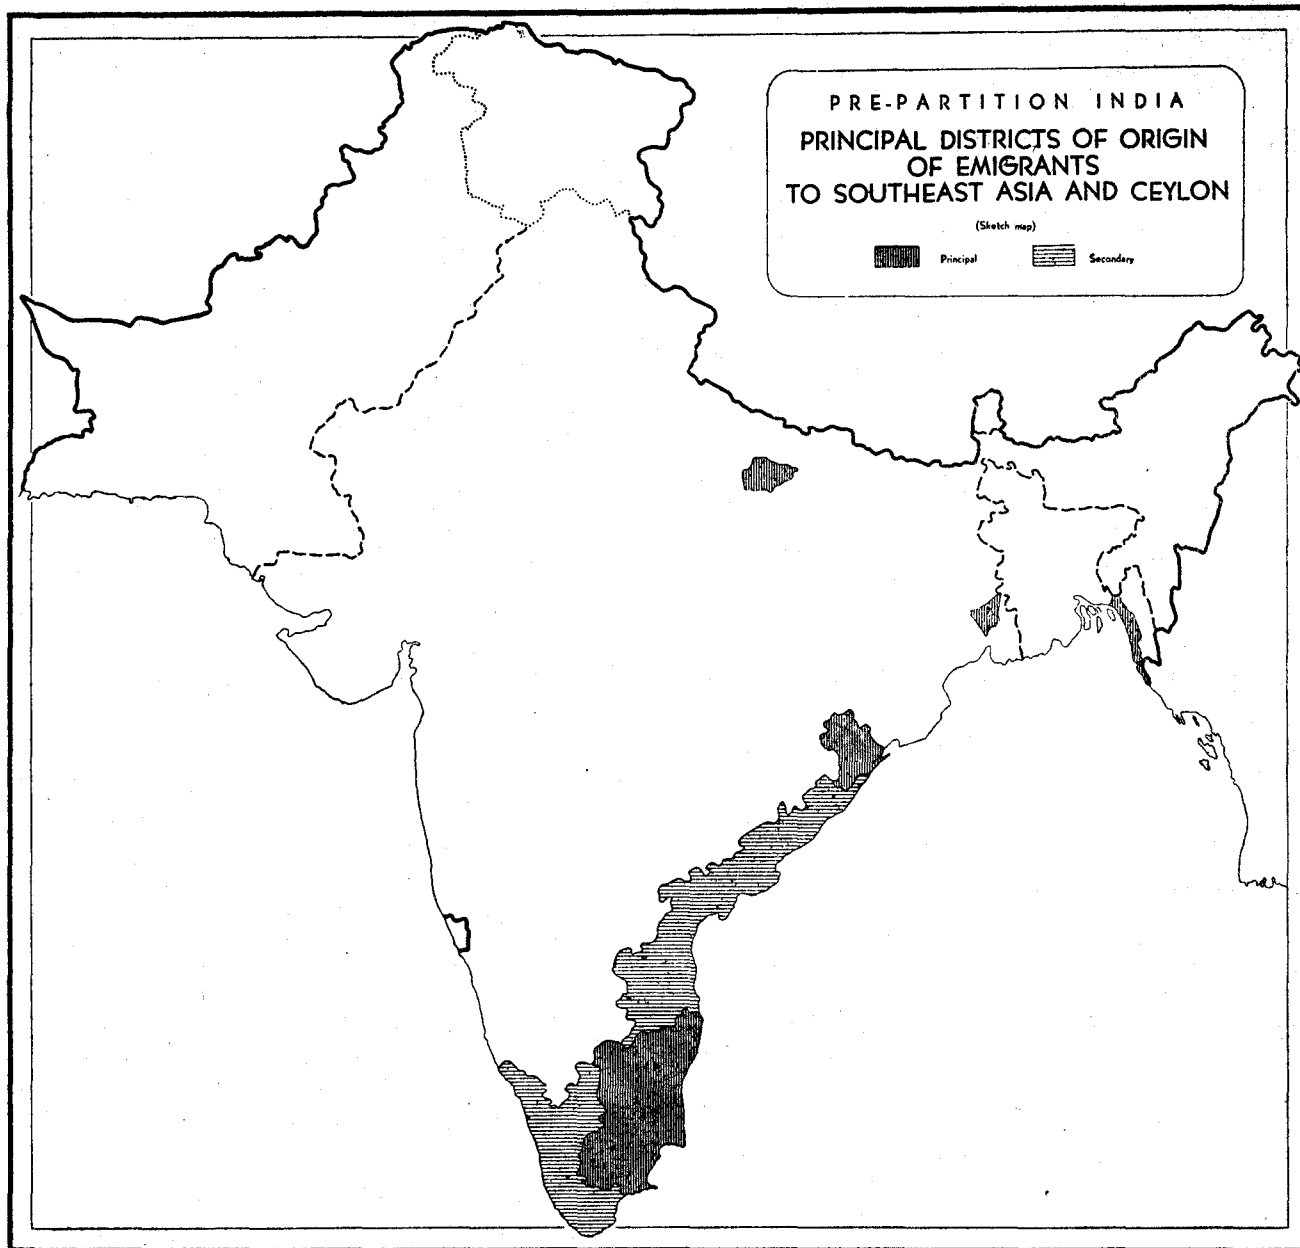 PRE-PARTITION INDIA
PRINCIPAL DISTRICTS OF ORIGIN
OF EMIGRANTS
TO SOUTHEAST ASIA AND CEYLON
(Sketch map)
Principal
Secondary